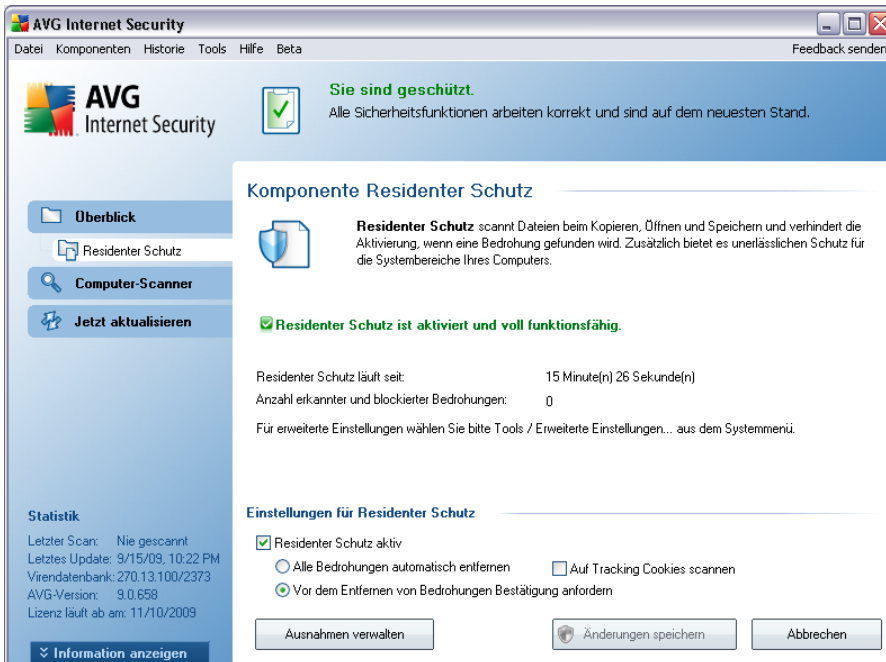 AVG Internet Security
Datei Komponenten Historie Tools Hilfe Beta Feedback senden
AVG
Internet Security
Sie sind geschützt.
Alle Sicherheitsfunktionen arbeiten korrekt und sind auf dem neuesten Stand.
Überblick
Residenter Schutz
Computer-Scanner
Jetzt aktualisieren
Komponente Residenter Schutz
Residenter Schutz scannt Dateien beim Kopieren, Öffnen und Speichern und verhindert die
Aktivierung, wenn eine Bedrohung gefunden wird. Zusätzlich bietet es unerlässlichen Schutz für
die Systembereiche Ihres Computers.
Residenter Schutz ist aktiviert und voll funktionsfähig.
Residenter Schutz läuft seit: 15 Minute(n) 26 Sekunde(n)
Anzahl erkannter und blockierter Bedrohungen: 0
Für erweiterte Einstellungen wählen Sie bitte Tools / Erweiterte Einstellungen... aus dem Systemmenü.
Statistik
Letzter Scan: Nie gescannt
Letztes Update: 9/15/09, 10:22 PM
Virendatenbank: 270.13.100/2373
AVG-Version: 9.0.658
Lizenz läuft ab am: 11/10/2009
Information anzeigen
Einstellungen für Residenter Schutz
Residenter Schutz aktiv
Alle Bedrohungen automatisch entfernen Auf Tracking Cookies scannen
Vor dem Entfernen von Bedrohungen Bestätigung anfordern
Ausnahmen verwalten Änderungen speichern Abbrechen